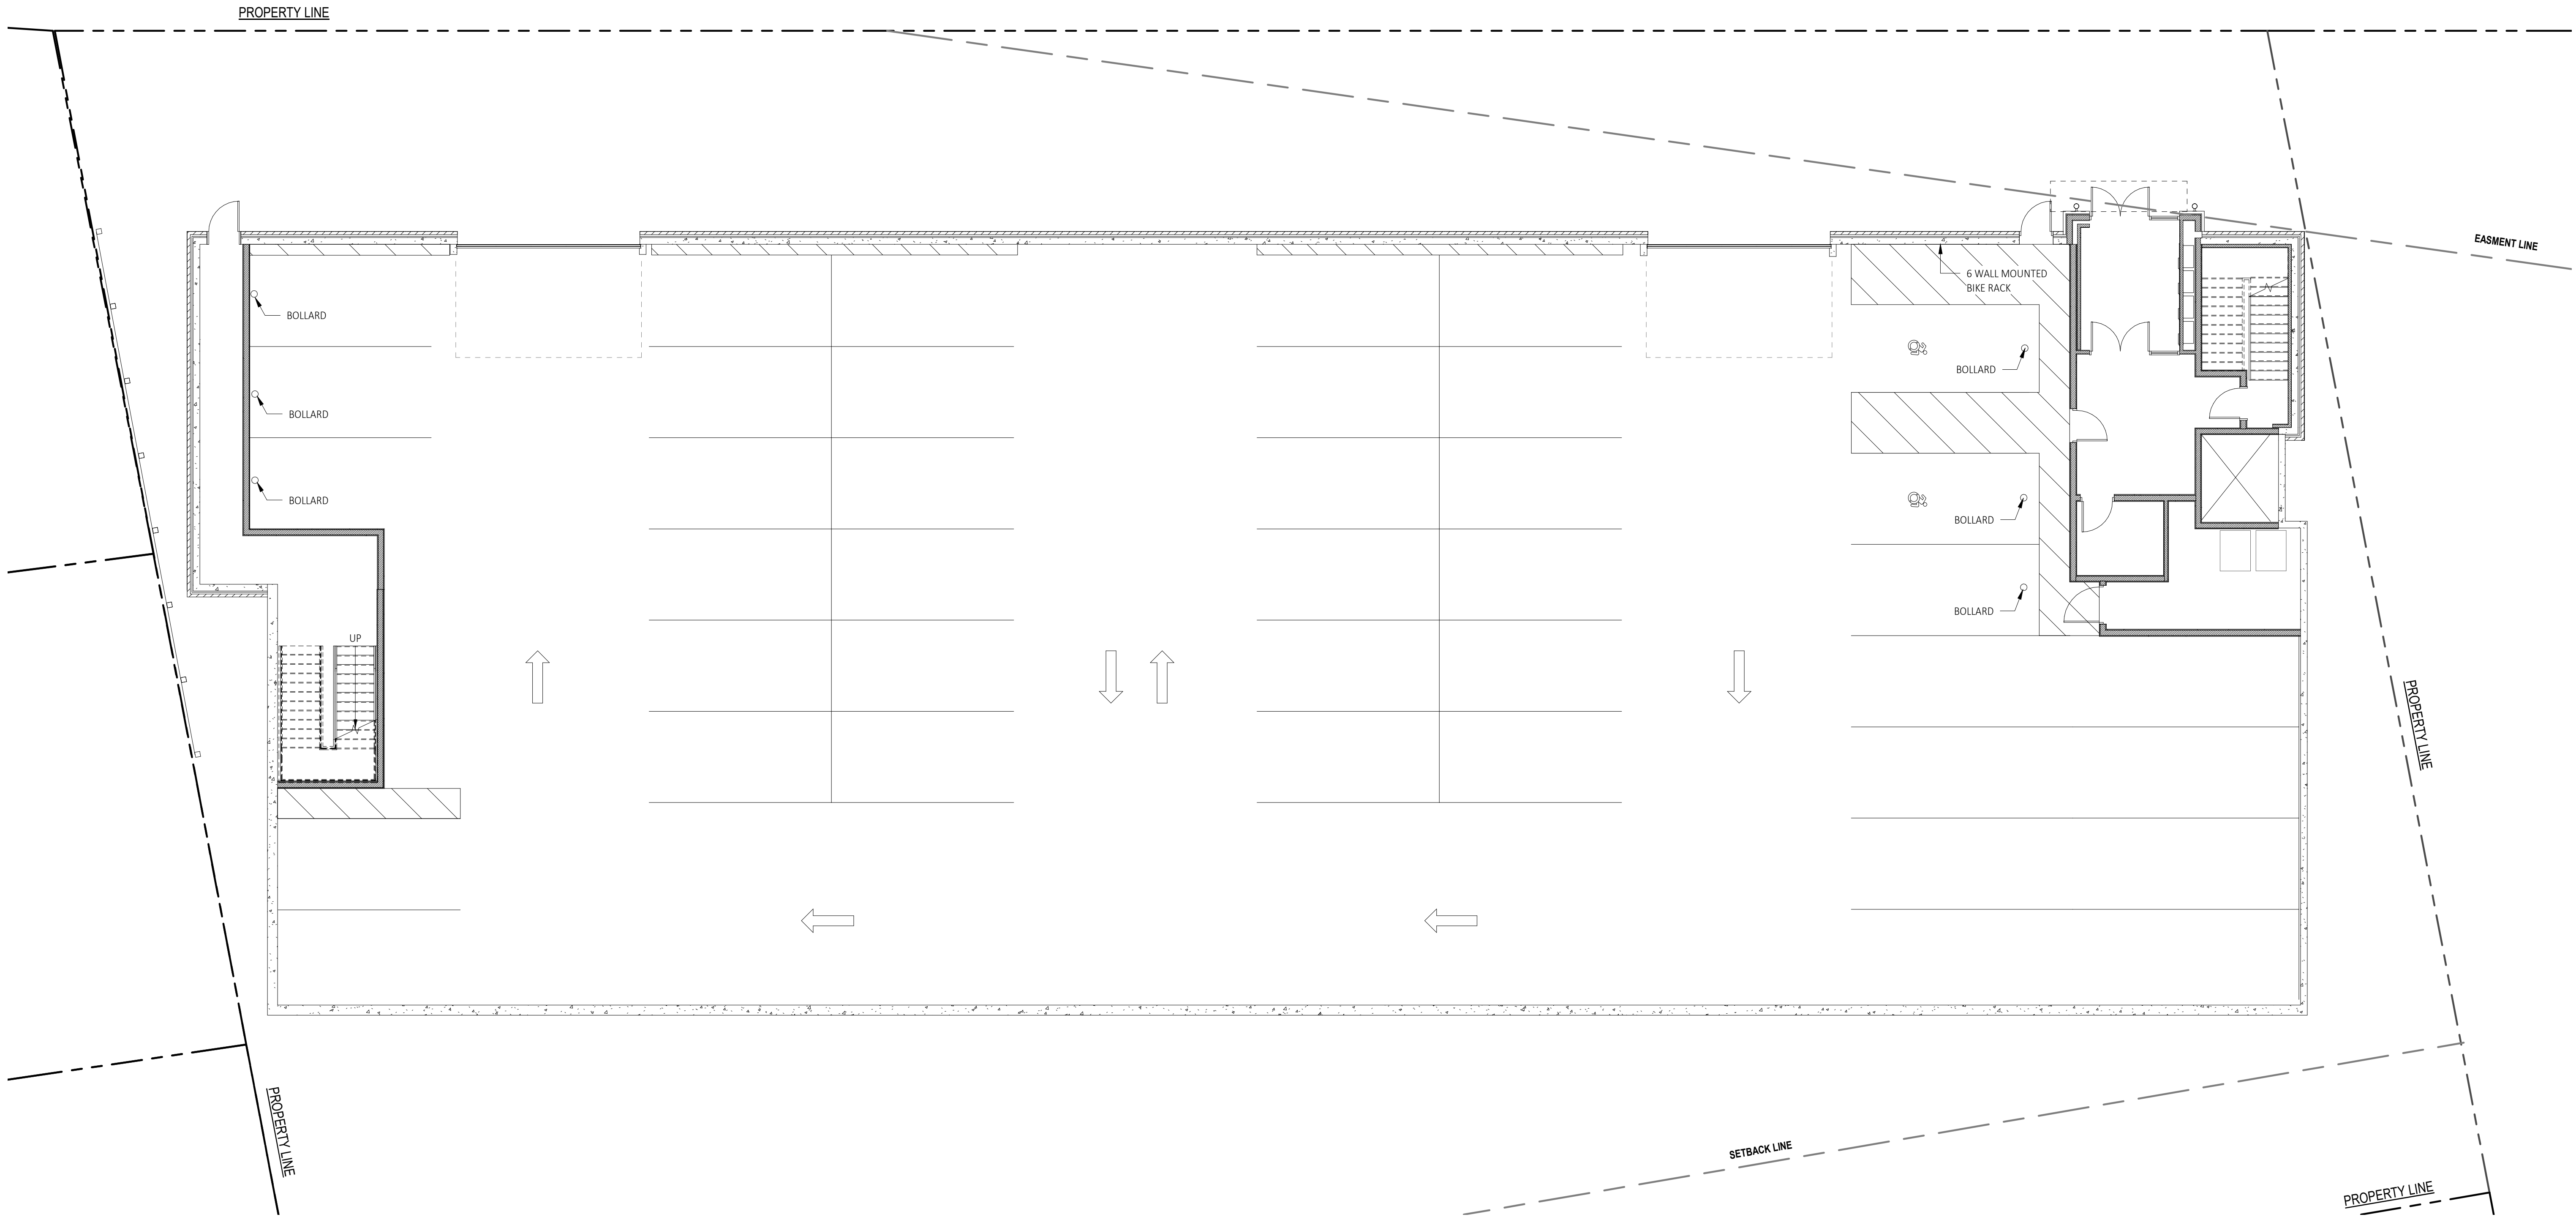 PROPERTY LINE
EASMENT LINE
6 WALL MOUNTED
BIKE RACK
BOLLARD
BOLLARD
BOLLARD
BOLLARD
BOLLARD
BOLLARD
UP
PROPERTY LINE
PROPERTY LINE
SETBACK LINE
PROPERTY LINE